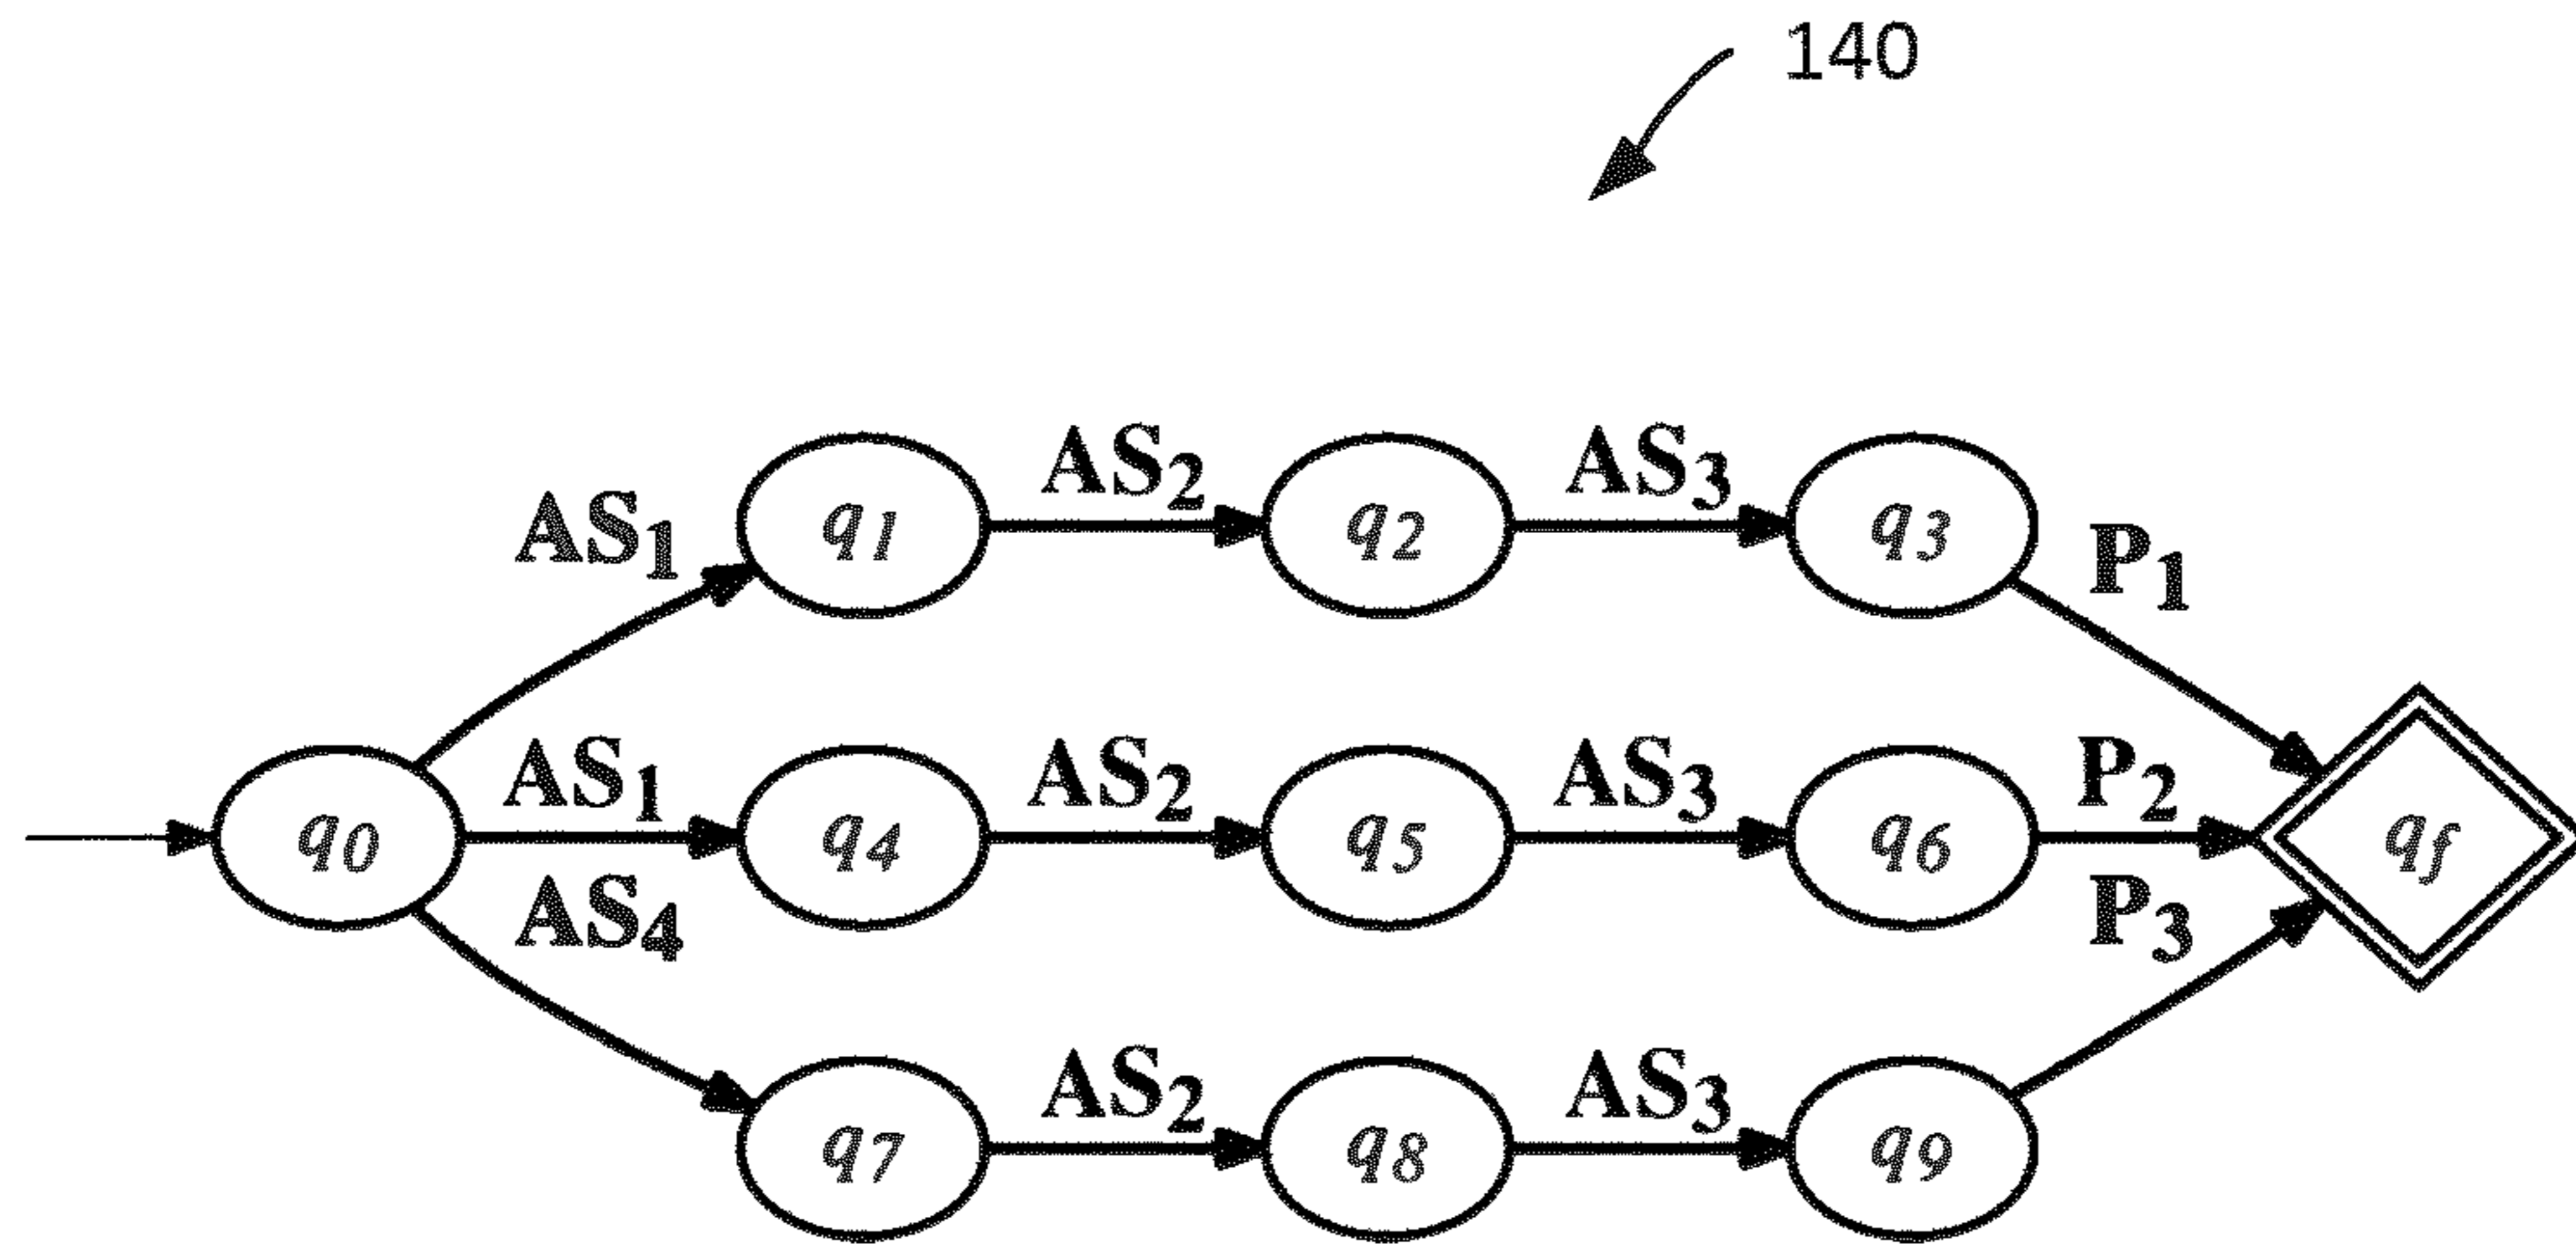 140
AS1 q1 AS2 q2 AS3 q3 P1
q0 AS1 q4 AS2 q5 AS3 q6 P2 qf
AS4 q7 AS2 q8 AS3 q9 P3